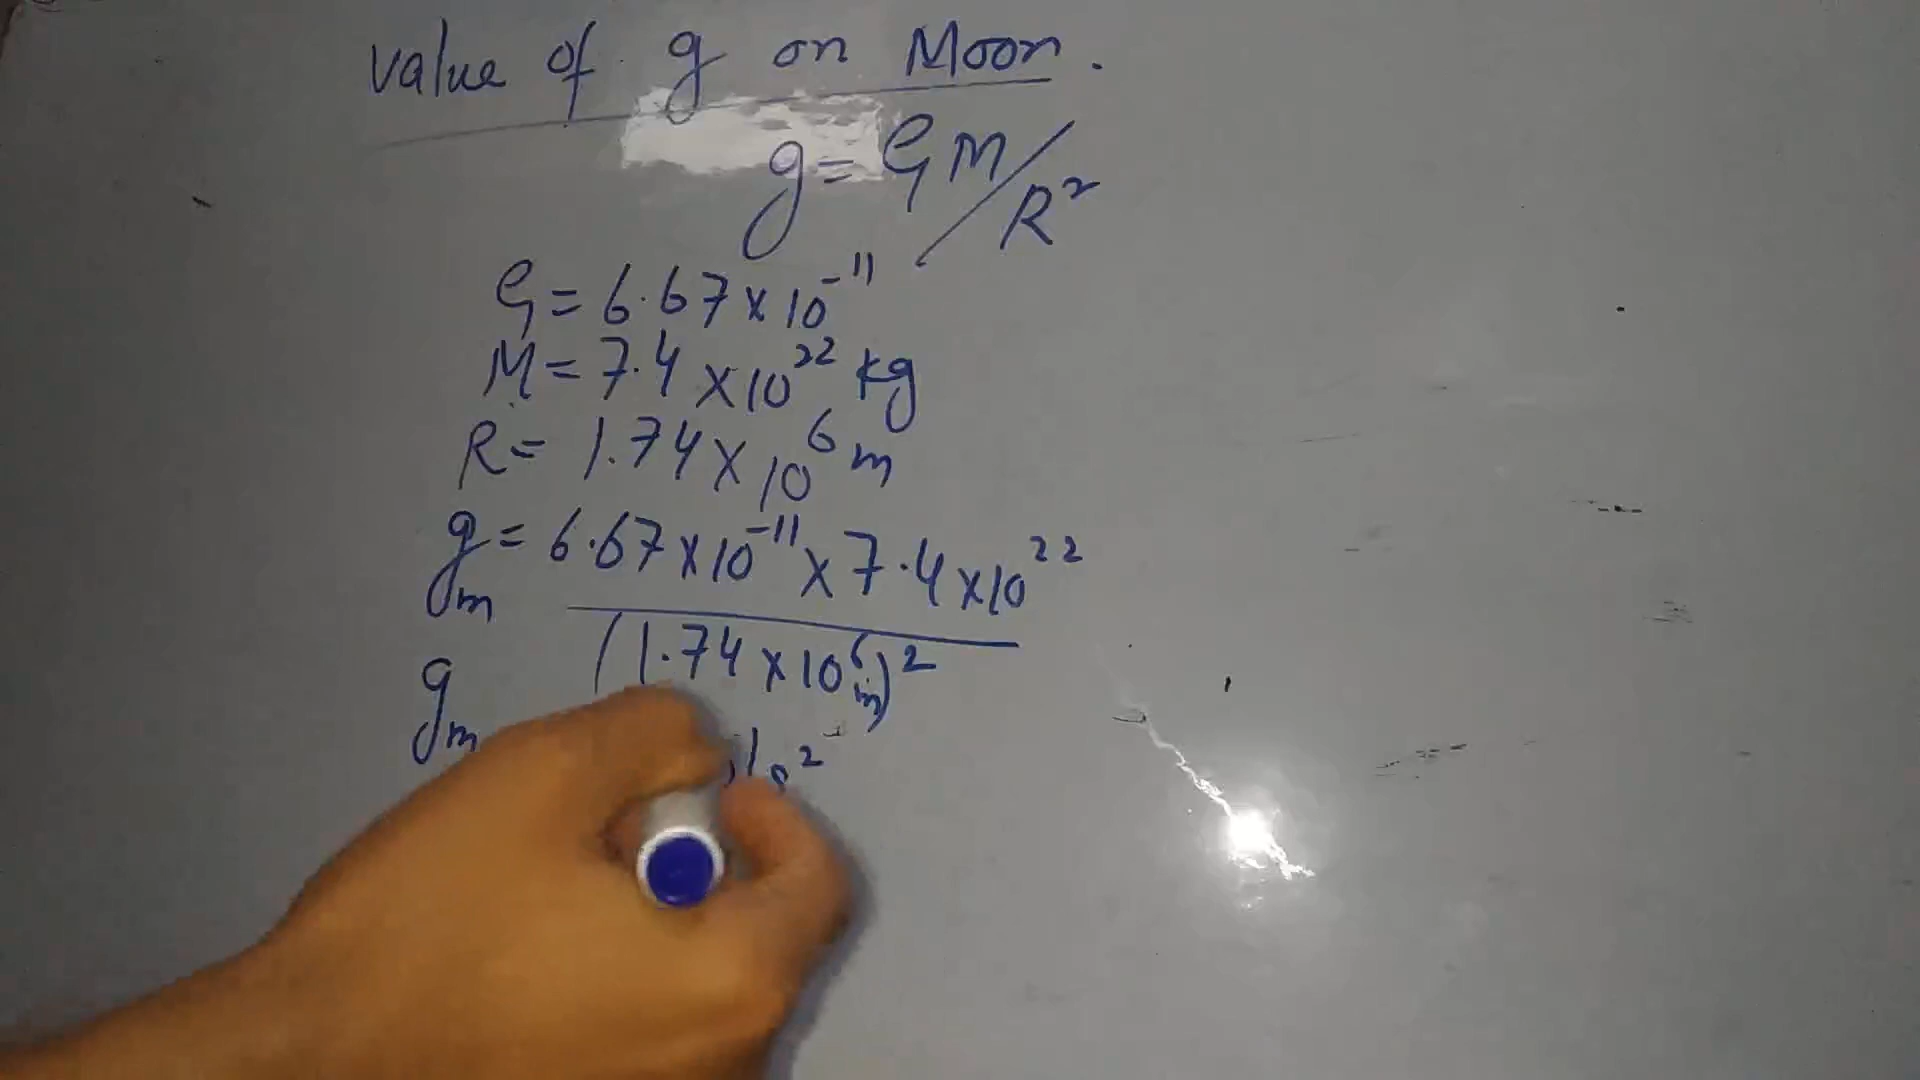 value of g on Moon.
g = GM/R²
G = 6.67 × 10⁻¹¹
M = 7.4 × 10²² kg
R = 1.74 × 10⁶ m
gₘ = 6.67 × 10⁻¹¹ × 7.4 × 10²²
(1.74 × 10⁶ m)²
gₘ